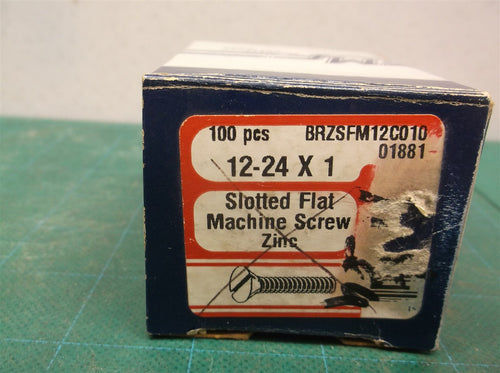 100 pcs BRZSFM12C010
01881
12-24 X 1
Slotted Flat
Machine Screw
Zinc